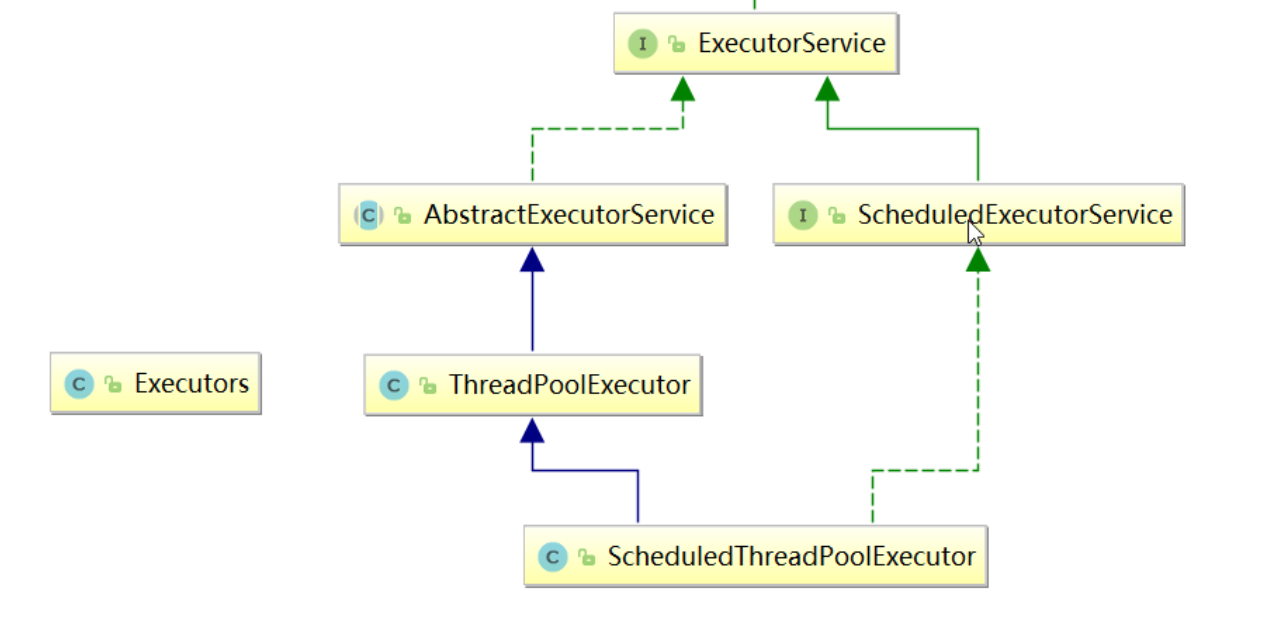 I ExecutorService
C AbstractExecutorService
I ScheduledExecutorService
C Executors
C ThreadPoolExecutor
C ScheduledThreadPoolExecutor